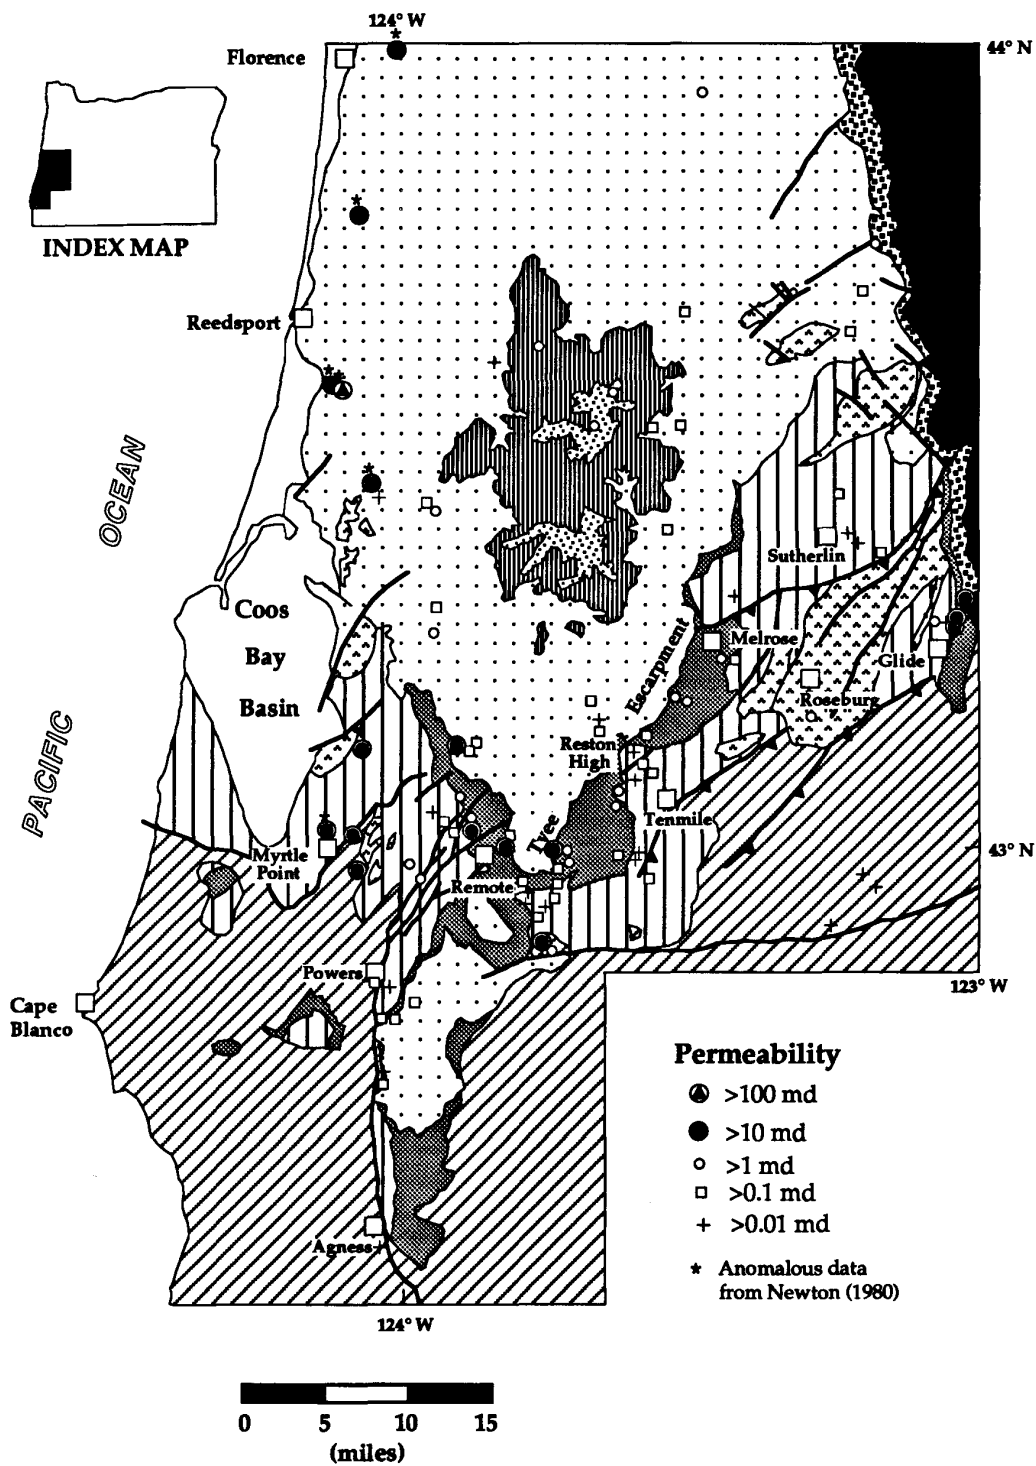 124° W
Florence
44° N
INDEX MAP
Reedsport
OCEAN
PACIFIC
Coos
Bay
Basin
Sutherlin
Melrose
Glide
Roseburg
Escarpment
Reston
High
Tenmile
Tyee
Myrtle
Point
Remote
43° N
Powers
123° W
Cape
Blanco
Agness
124° W
Permeability
>100 md
>10 md
>1 md
>0.1 md
>0.01 md
* Anomalous data
from Newton (1980)
0 5 10 15
(miles)